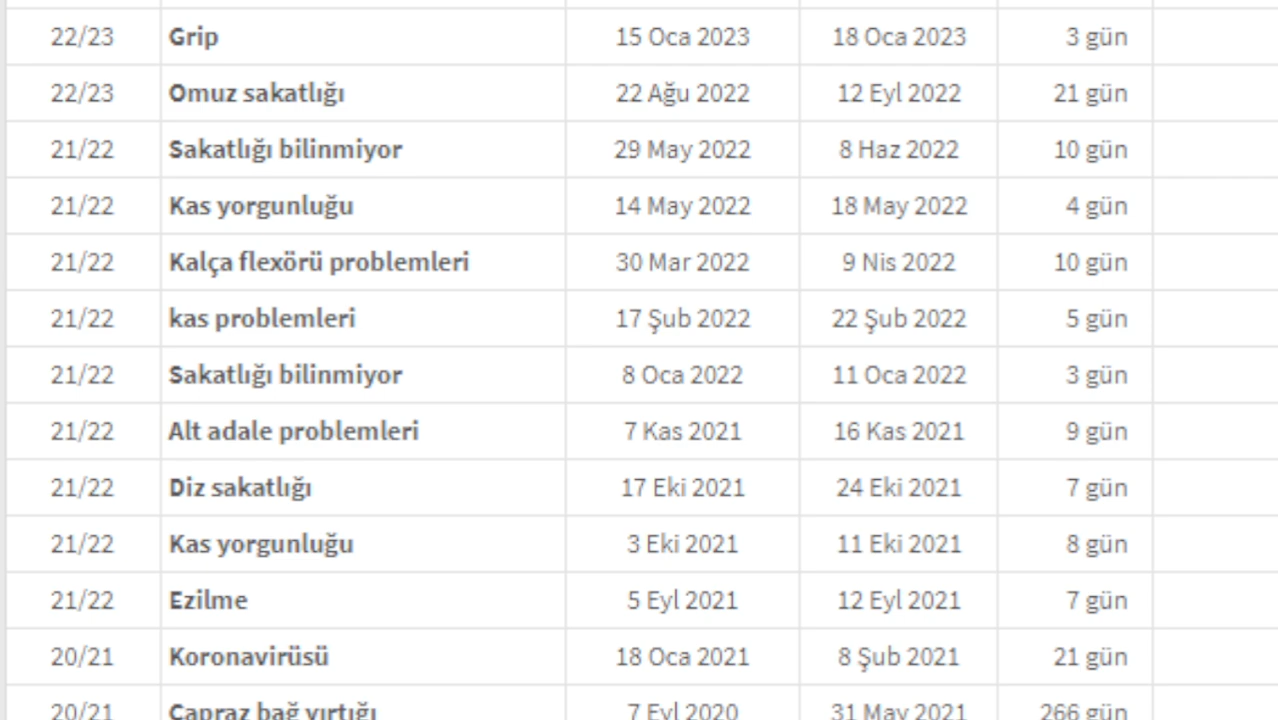 22/23 Grip 15 Oca 2023 18 Oca 2023 3 gün
22/23 Omuz sakatlığı 22 Ağu 2022 12 Eyl 2022 21 gün
21/22 Sakatlığı bilinmiyor 29 May 2022 8 Haz 2022 10 gün
21/22 Kas yorgunluğu 14 May 2022 18 May 2022 4 gün
21/22 Kalça flexörü problemleri 30 Mar 2022 9 Nis 2022 10 gün
21/22 kas problemleri 17 Şub 2022 22 Şub 2022 5 gün
21/22 Sakatlığı bilinmiyor 8 Oca 2022 11 Oca 2022 3 gün
21/22 Alt adale problemleri 7 Kas 2021 16 Kas 2021 9 gün
21/22 Diz sakatlığı 17 Eki 2021 24 Eki 2021 7 gün
21/22 Kas yorgunluğu 3 Eki 2021 11 Eki 2021 8 gün
21/22 Ezilme 5 Eyl 2021 12 Eyl 2021 7 gün
20/21 Koronavirüsü 18 Oca 2021 8 Şub 2021 21 gün
20/21 Çapraz bağ yırtığı 7 Eyl 2020 31 May 2021 266 gün